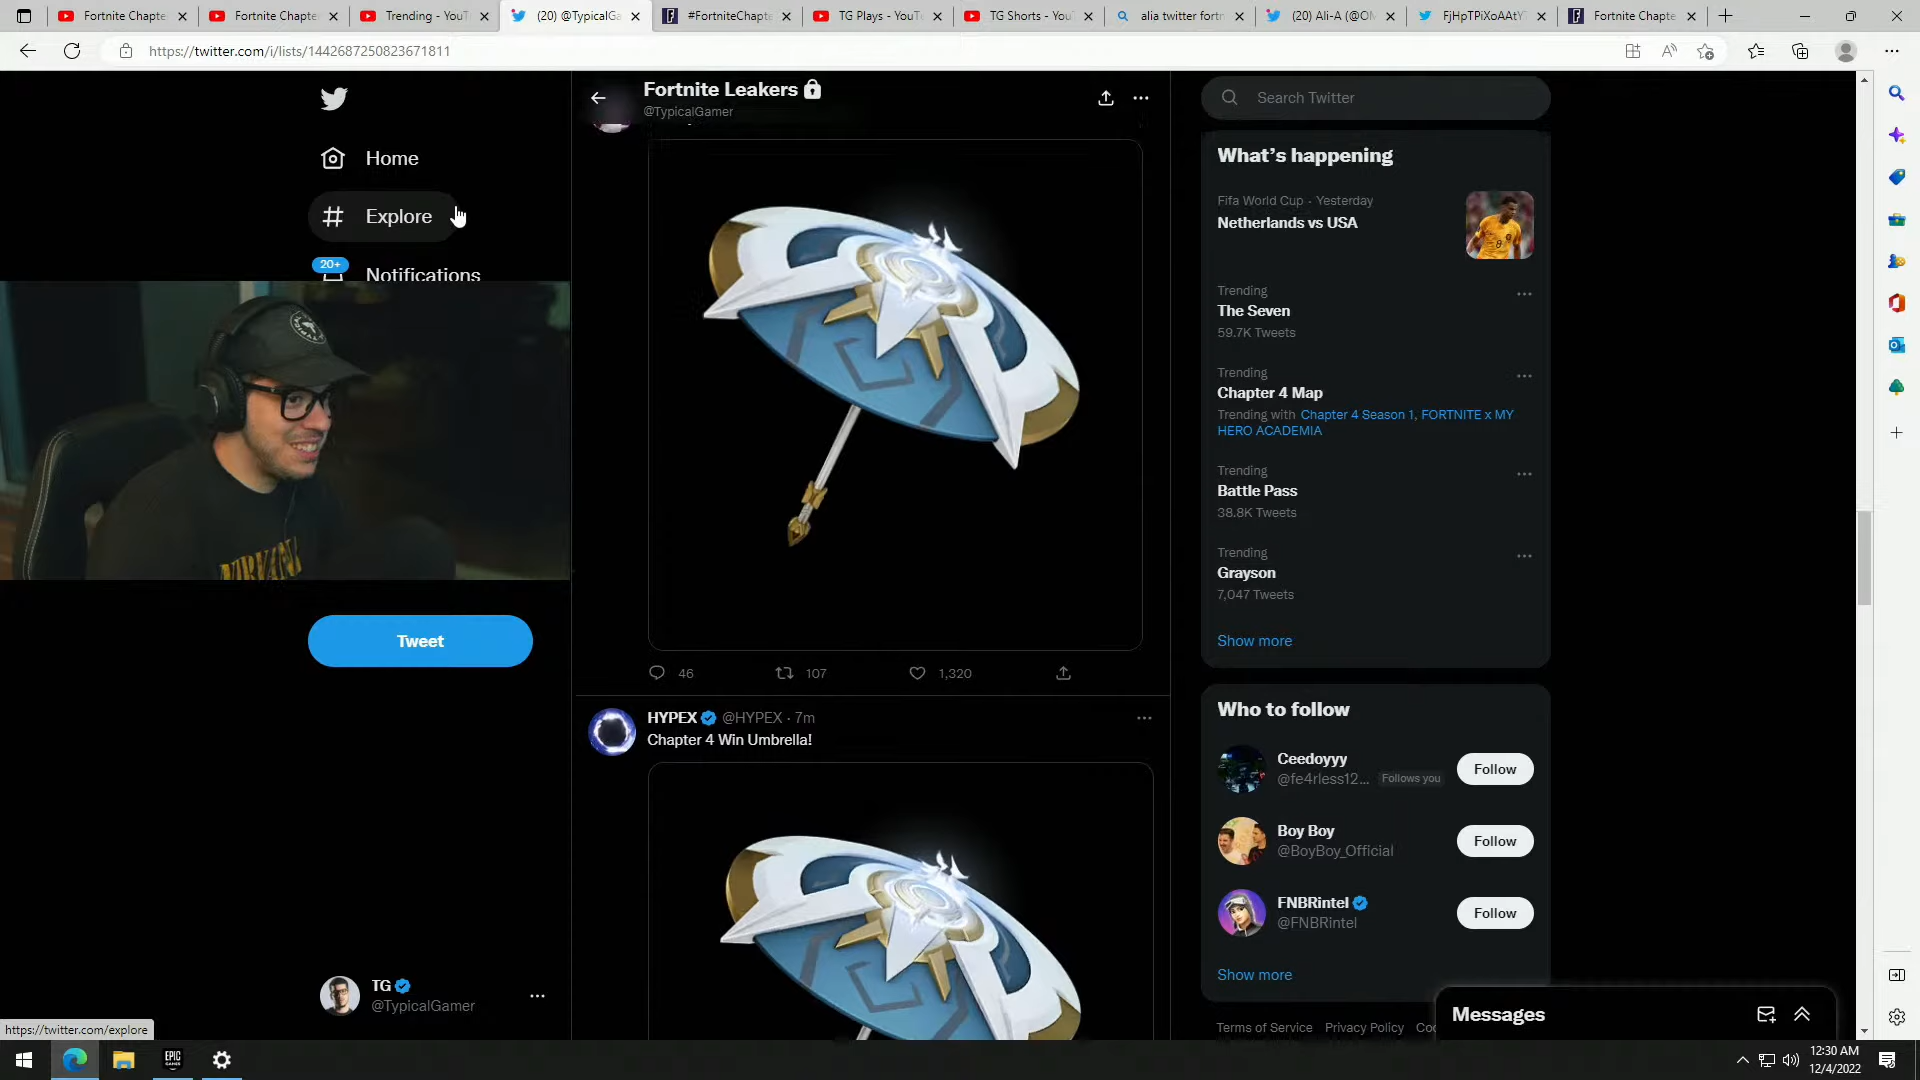 Fortnite Chapte
Fortnite Chapte
Trending - YouT
(20) @TypicalGa
#FortniteChapte
TG Plays - YouTu
TG Shorts - You
alia twitter fortn
(20) Ali-A (@OM
FjHpTPiXoAAtY
Fortnite Chapte
https://twitter.com/i/lists/1442687250823671811
Home
Explore
20+
Notifications
Tweet
TG
@TypicalGamer
https://twitter.com/explore
Fortnite Leakers
@TypicalGamer
46
107
1,320
HYPEX @HYPEX · 7m
Chapter 4 Win Umbrella!
Search Twitter
What's happening
Fifa World Cup · Yesterday
Netherlands vs USA
Trending
The Seven
59.7K Tweets
Trending
Chapter 4 Map
Trending with Chapter 4 Season 1, FORTNITE x MY
HERO ACADEMIA
Trending
Battle Pass
38.8K Tweets
Trending
Grayson
7,047 Tweets
Show more
Who to follow
Ceedoyyy
@fe4rless12... Follows you
Follow
Boy Boy
@BoyBoy_Official
Follow
FNBRintel
@FNBRintel
Follow
Show more
Terms of Service Privacy Policy Coo
Messages
NIRVANA
EPIC
GAMES
12:30 AM
12/4/2022